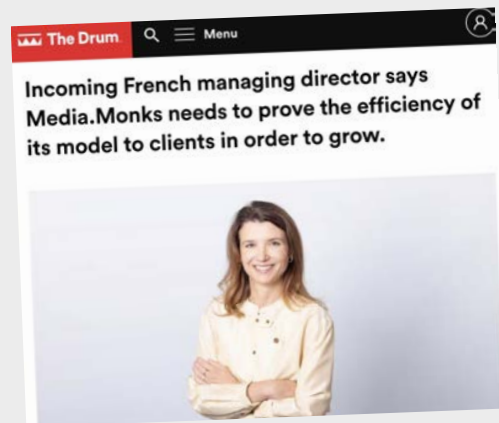 The Drum. Menu
Incoming French managing director says
Media.Monks needs to prove the efficiency of
its model to clients in order to grow.